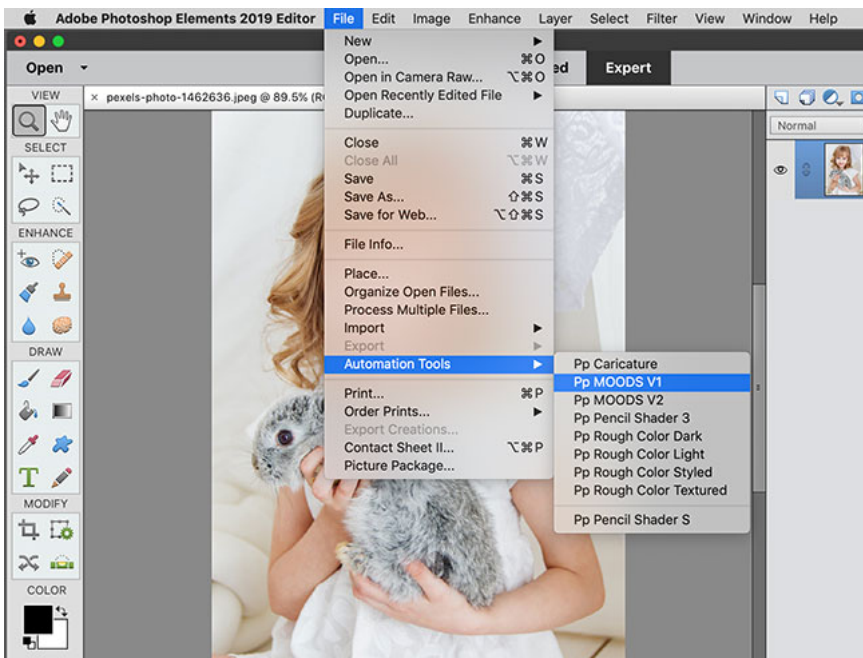 Adobe Photoshop Elements 2019 Editor File Edit Image Enhance Layer Select Filter View Window Help
Open
ed
Expert
VIEW
× pexels-photo-1462636.jpeg @ 89.5% (R
Normal
SELECT
ENHANCE
DRAW
T
MODIFY
COLOR
New
Open... ⌘O
Open in Camera Raw... ⌥⌘O
Open Recently Edited File
Duplicate...
Close ⌘W
Close All ⌥⌘W
Save ⌘S
Save As... ⇧⌘S
Save for Web... ⌥⇧⌘S
File Info...
Place...
Organize Open Files...
Process Multiple Files...
Import
Export
Automation Tools
Print... ⌘P
Order Prints...
Export Creations...
Contact Sheet II... ⌥⌘P
Picture Package...
Pp Caricature
Pp MOODS V1
Pp MOODS V2
Pp Pencil Shader 3
Pp Rough Color Dark
Pp Rough Color Light
Pp Rough Color Styled
Pp Rough Color Textured
Pp Pencil Shader S